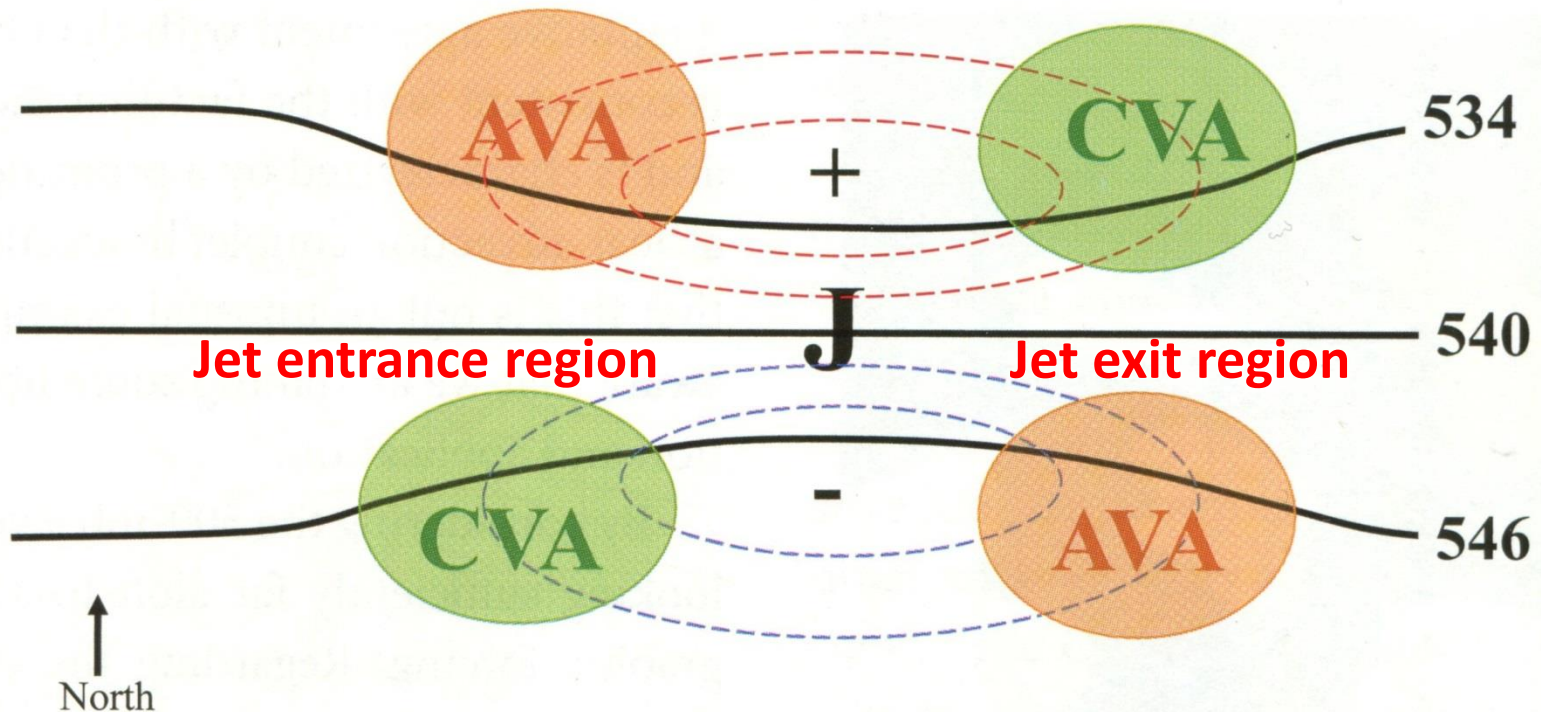 AVA
CVA
534
+
J
540
Jet entrance region
Jet exit region
-
CVA
AVA
546
North